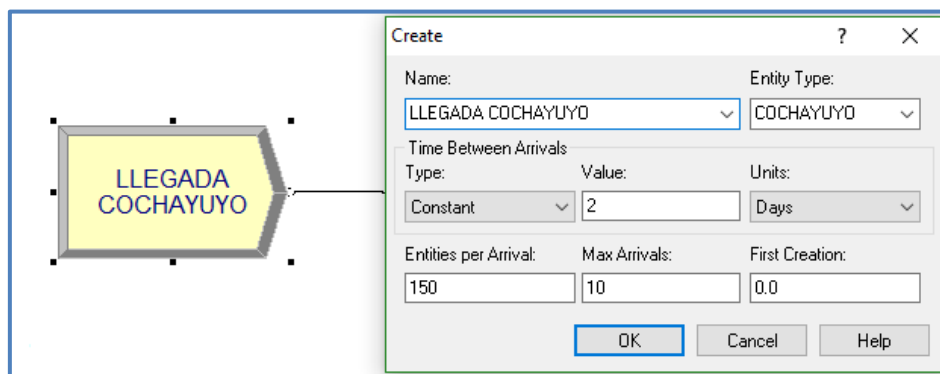 LLEGADA
COCHAYUYO
Create
?
X
Name:
Entity Type:
LLEGADA COCHAYUYO
COCHAYUYO
Time Between Arrivals
Type:
Value:
Units:
Constant
2
Days
Entities per Arrival:
Max Arrivals:
First Creation:
150
10
0.0
OK
Cancel
Help